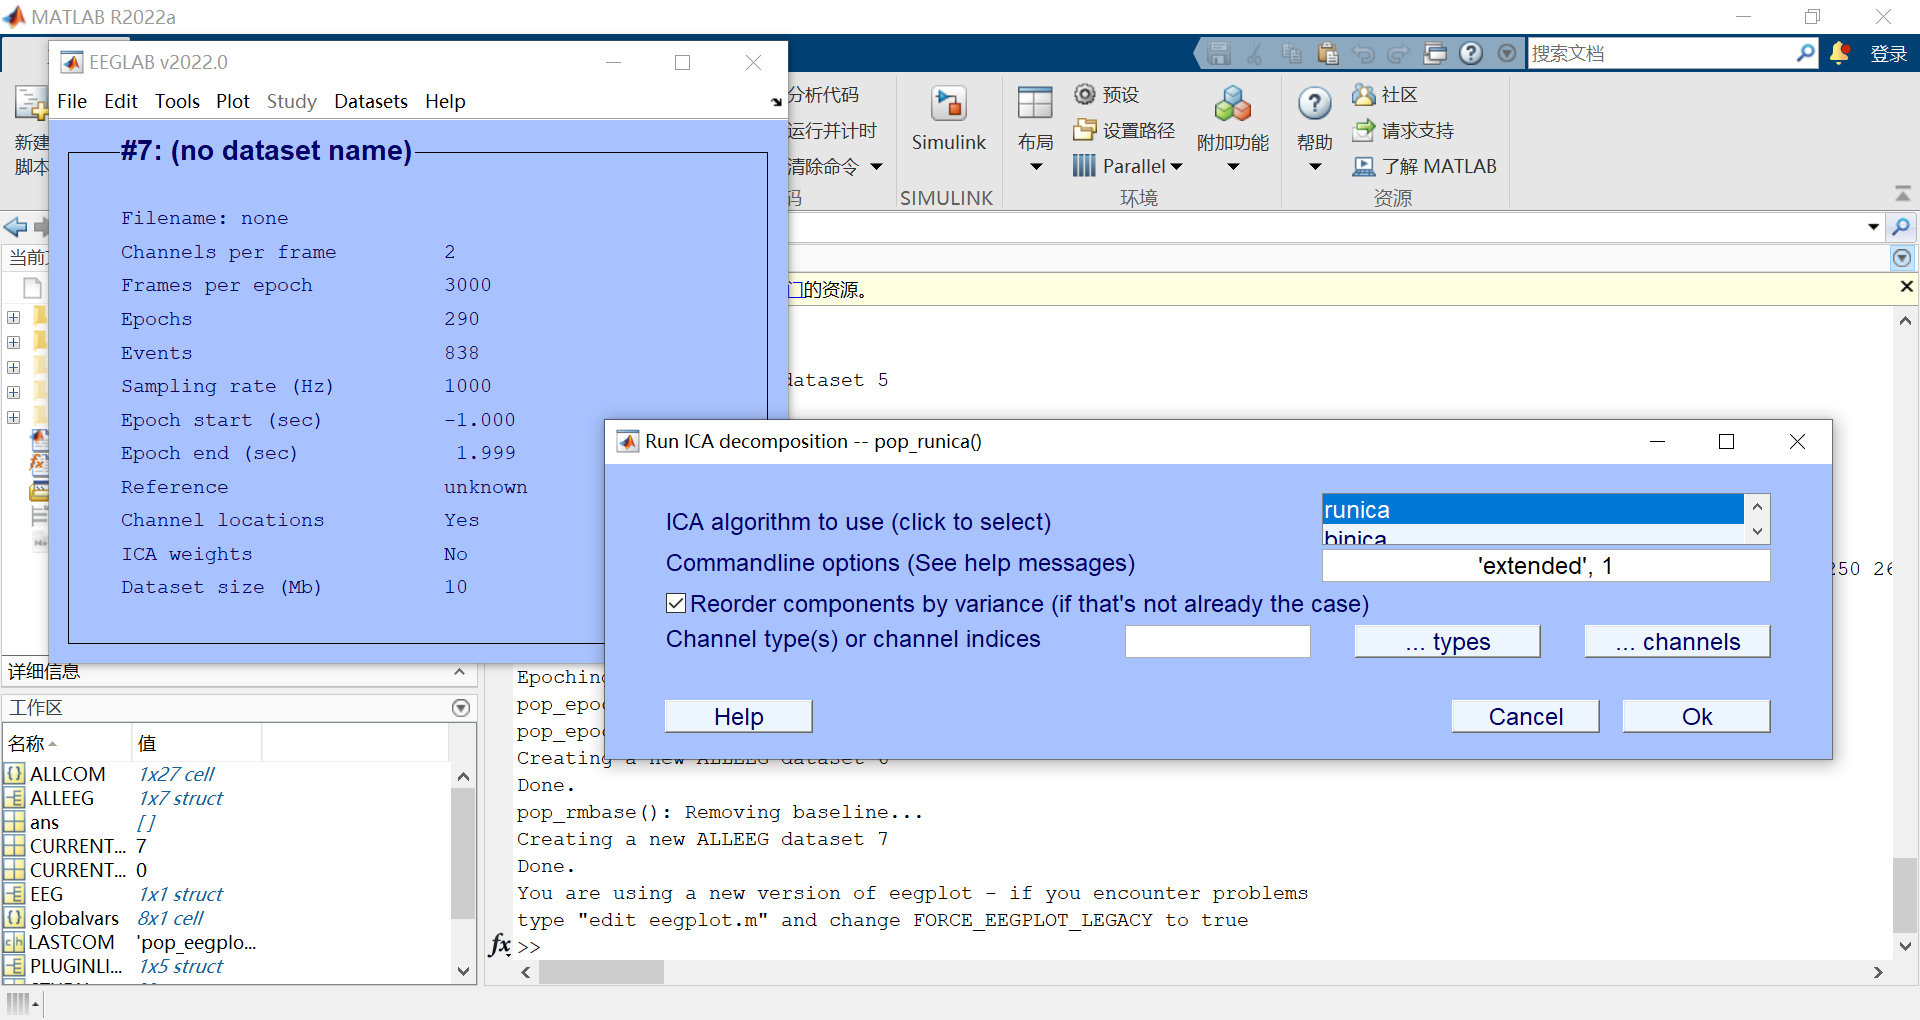 MATLAB R2022a
搜索文档
登录
EEGLAB v2022.0
File Edit Tools Plot Study Datasets Help
新建
脚本
分析代码
运行并计时
清除命令
码
Simulink
SIMULINK
布局
预设
设置路径
Parallel
附加功能
环境
帮助
社区
请求支持
了解 MATLAB
资源
当前
#7: (no dataset name)
Filename: none
Channels per frame 2
Frames per epoch 3000
Epochs 290
Events 838
Sampling rate (Hz) 1000
Epoch start (sec) -1.000
Epoch end (sec) 1.999
Reference unknown
Channel locations Yes
ICA weights No
Dataset size (Mb) 10
门的资源。
dataset 5
250 26
Run ICA decomposition -- pop_runica()
ICA algorithm to use (click to select)
runica
binica
Commandline options (See help messages)
'extended', 1
Reorder components by variance (if that's not already the case)
Channel type(s) or channel indices
... types
... channels
Help
Cancel
Ok
详细信息
工作区
名称 值
ALLCOM 1x27 cell
ALLEEG 1x7 struct
ans []
CURRENT... 7
CURRENT... 0
EEG 1x1 struct
globalvars 8x1 cell
LASTCOM 'pop_eegplo...
PLUGINLI... 1x5 struct
Epoching
pop_epo
pop_epo
Creating a new ALLEEG dataset 6
Done.
pop_rmbase(): Removing baseline...
Creating a new ALLEEG dataset 7
Done.
You are using a new version of eegplot - if you encounter problems
type "edit eegplot.m" and change FORCE_EEGPLOT_LEGACY to true
fx >>